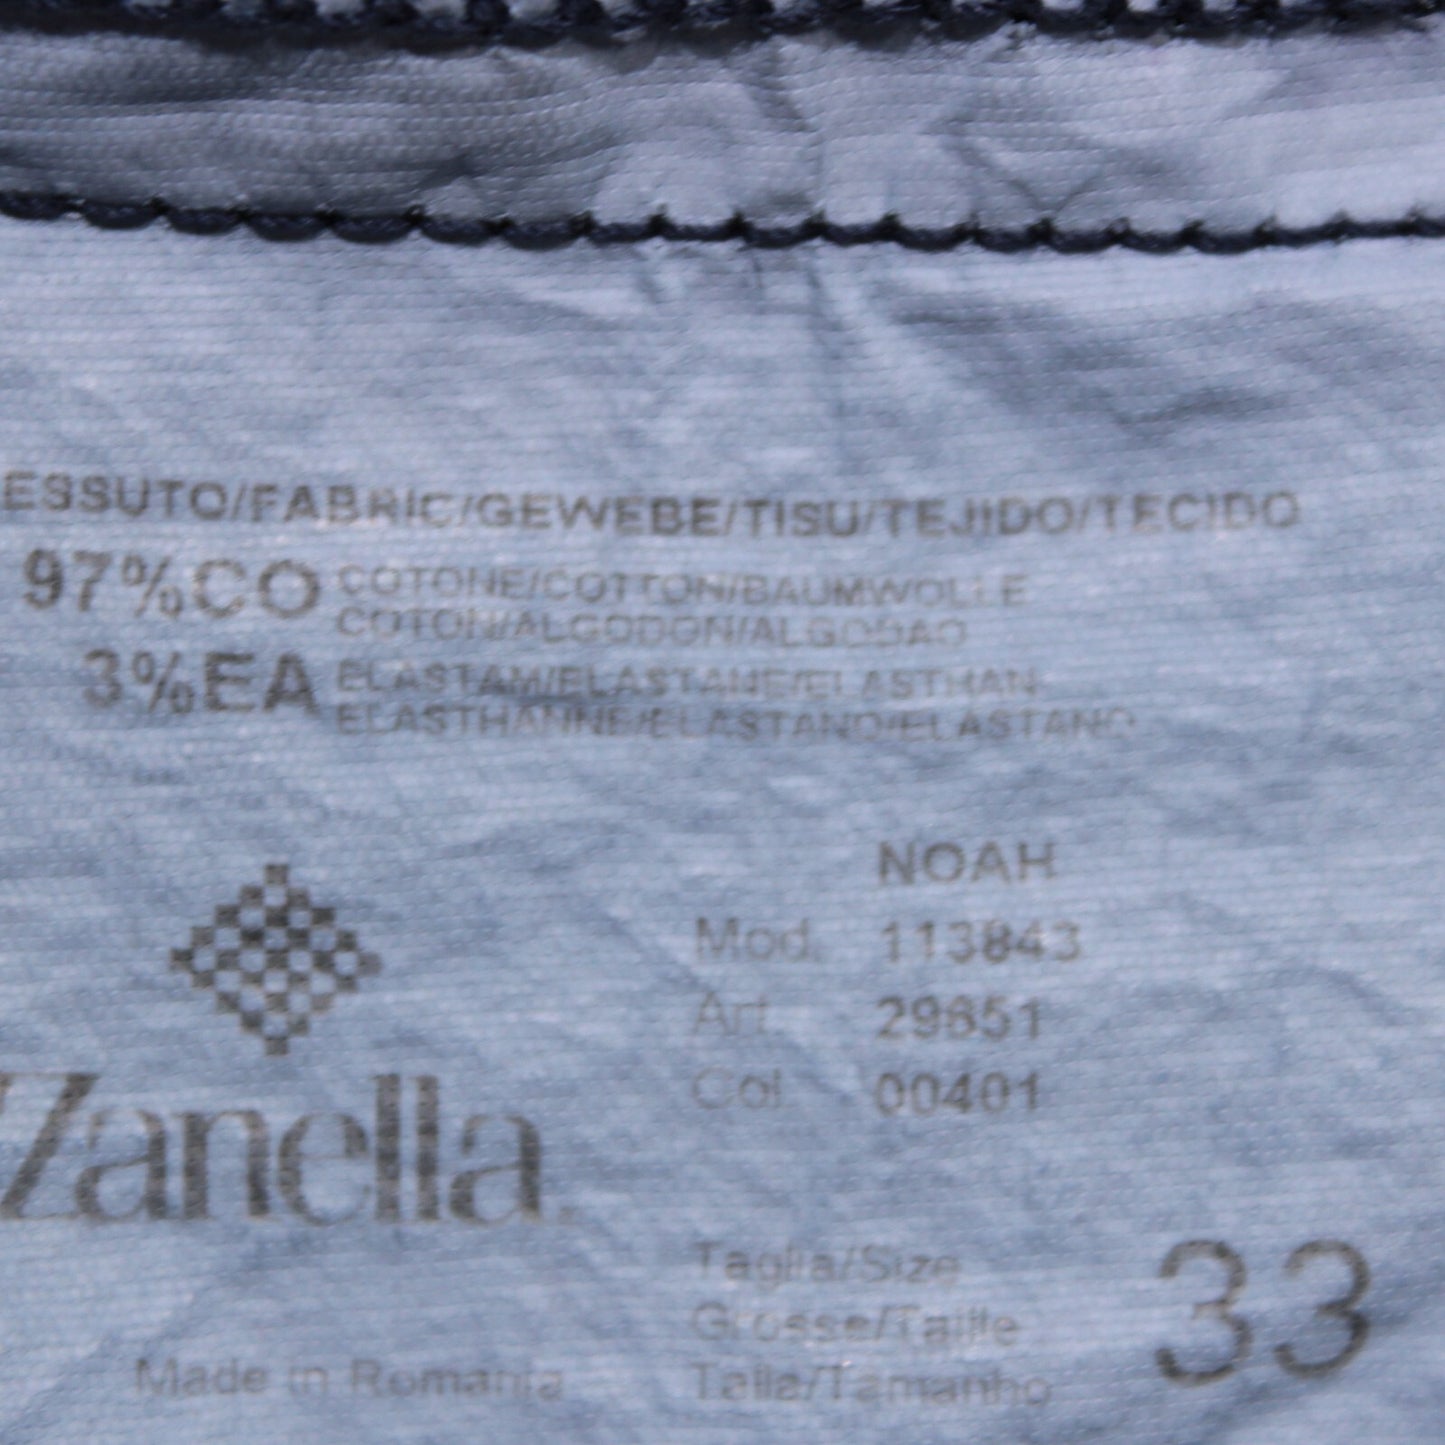 ESSUTO/FABRIC/GEWEBE/TISU/TEJIDO/TECIDO
97%CO COTONE/COTTON/BAUMWOLLE
COTON/ALGODON/ALGODAO
3%EA ELASTAM/ELASTANE/ELASTHAN
ELASTHANNE/ELASTANO/ELASTANO
NOAH
Mod. 113843
Art 29851
Col 00401
Zanella
Taglia/Size
Grosse/Taille
Talla/Tamanho
33
Made in Romania